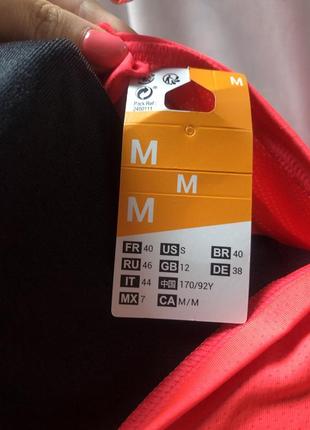 M
Pack Ref.:
2400111
M
M
M
FR 40 US S BR 40
RU 46 GB 12 DE 38
IT 44 中国 170/92Y
MX 7 CA M/M